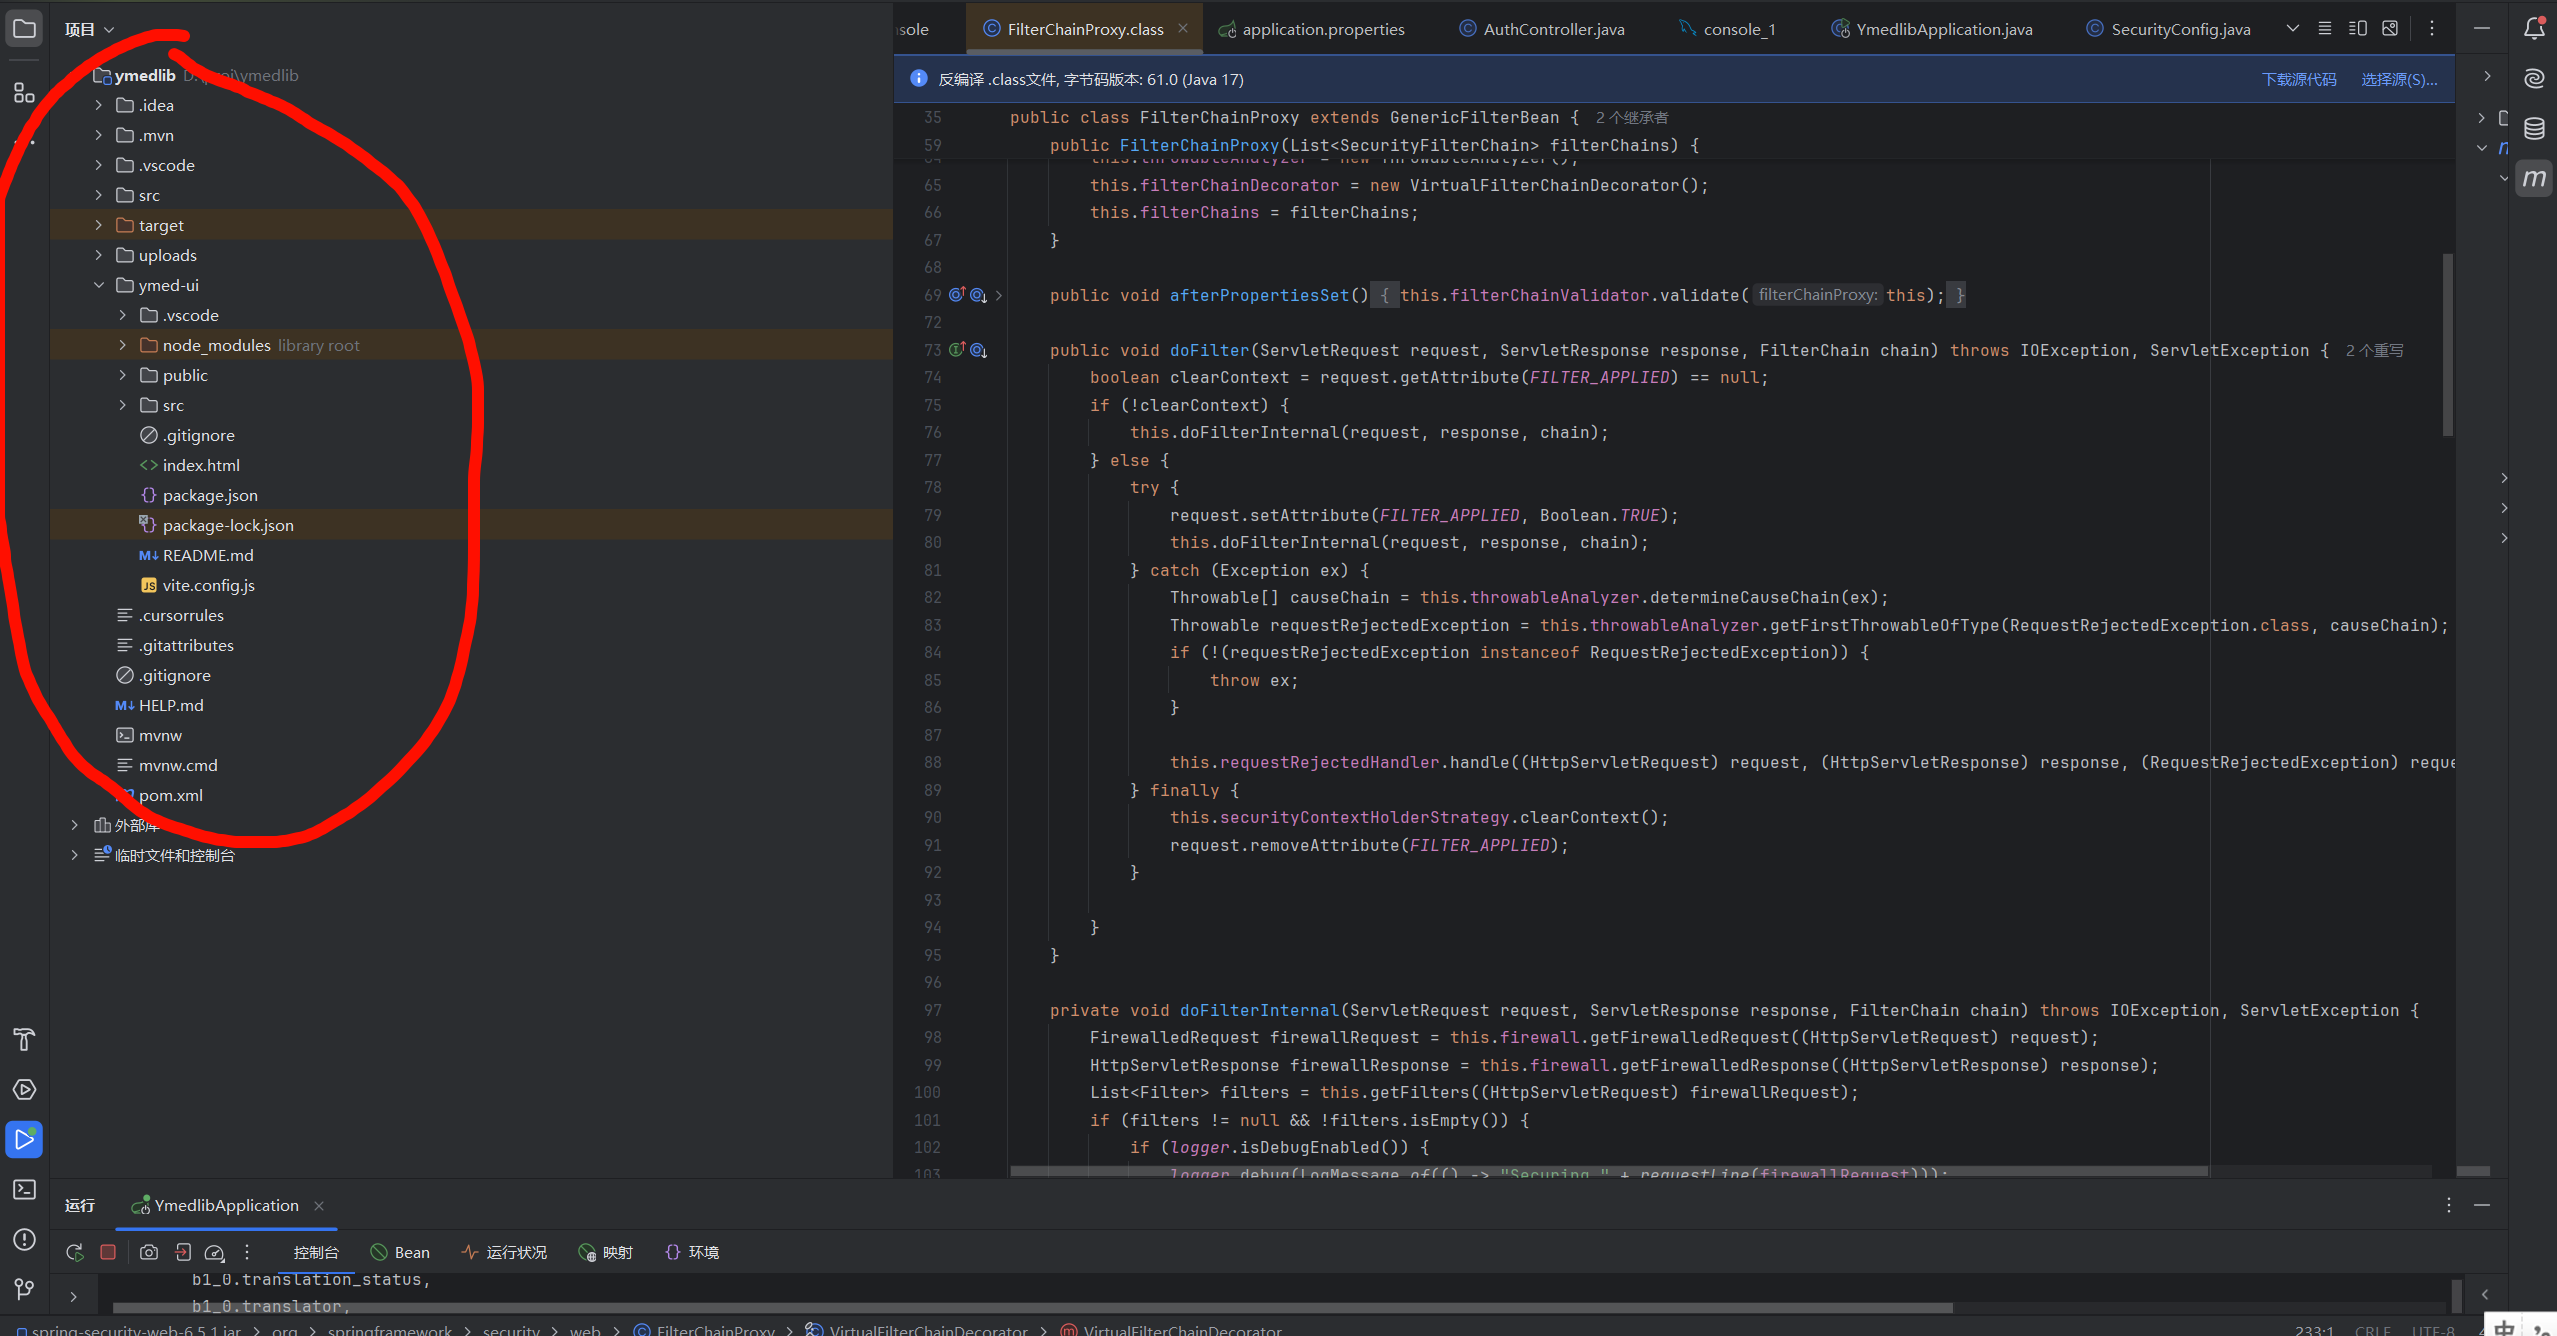 项目
ymedlib D:\proj\ymedlib
.idea
.mvn
.vscode
src
target
uploads
ymed-ui
.vscode
node_modules library root
public
src
.gitignore
index.html
package.json
package-lock.json
README.md
vite.config.js
.cursorrules
.gitattributes
.gitignore
HELP.md
mvnw
mvnw.cmd
pom.xml
外部库
临时文件和控制台
sole FilterChainProxy.class application.properties AuthController.java console_1 YmedlibApplication.java SecurityConfig.java
反编译 .class文件, 字节码版本: 61.0 (Java 17) 下载源代码 选择源(S)...
35 public class FilterChainProxy extends GenericFilterBean { 2 个继承者
59 public FilterChainProxy(List<SecurityFilterChain> filterChains) {
64 this.throwableAnalyzer = new ThrowableAnalyzer();
65 this.filterChainDecorator = new VirtualFilterChainDecorator();
66 this.filterChains = filterChains;
67 }
68
69 public void afterPropertiesSet() { this.filterChainValidator.validate( filterChainProxy: this); }
72
73 public void doFilter(ServletRequest request, ServletResponse response, FilterChain chain) throws IOException, ServletException { 2 个重写
74 boolean clearContext = request.getAttribute(FILTER_APPLIED) == null;
75 if (!clearContext) {
76 this.doFilterInternal(request, response, chain);
77 } else {
78 try {
79 request.setAttribute(FILTER_APPLIED, Boolean.TRUE);
80 this.doFilterInternal(request, response, chain);
81 } catch (Exception ex) {
82 Throwable[] causeChain = this.throwableAnalyzer.determineCauseChain(ex);
83 Throwable requestRejectedException = this.throwableAnalyzer.getFirstThrowableOfType(RequestRejectedException.class, causeChain);
84 if (!(requestRejectedException instanceof RequestRejectedException)) {
85 throw ex;
86 }
87
88 this.requestRejectedHandler.handle((HttpServletRequest) request, (HttpServletResponse) response, (RequestRejectedException) reque
89 } finally {
90 this.securityContextHolderStrategy.clearContext();
91 request.removeAttribute(FILTER_APPLIED);
92 }
93
94 }
95 }
96
97 private void doFilterInternal(ServletRequest request, ServletResponse response, FilterChain chain) throws IOException, ServletException {
98 FirewalledRequest firewallRequest = this.firewall.getFirewalledRequest((HttpServletRequest) request);
99 HttpServletResponse firewallResponse = this.firewall.getFirewalledResponse((HttpServletResponse) response);
100 List<Filter> filters = this.getFilters((HttpServletRequest) firewallRequest);
101 if (filters != null && !filters.isEmpty()) {
102 if (logger.isDebugEnabled()) {
103 logger.debug(LogMessage.of(() -> "Securing " + requestLine(firewallRequest)));
运行 YmedlibApplication
控制台 Bean 运行状况 映射 环境
b1_0.translation_status,
b1_0.translator,
spring-security-web-6.5.1.jar > org > springframework > security > web > FilterChainProxy > VirtualFilterChainDecorator > VirtualFilterChainDecorator 233:1 CRLF UTF-8
中